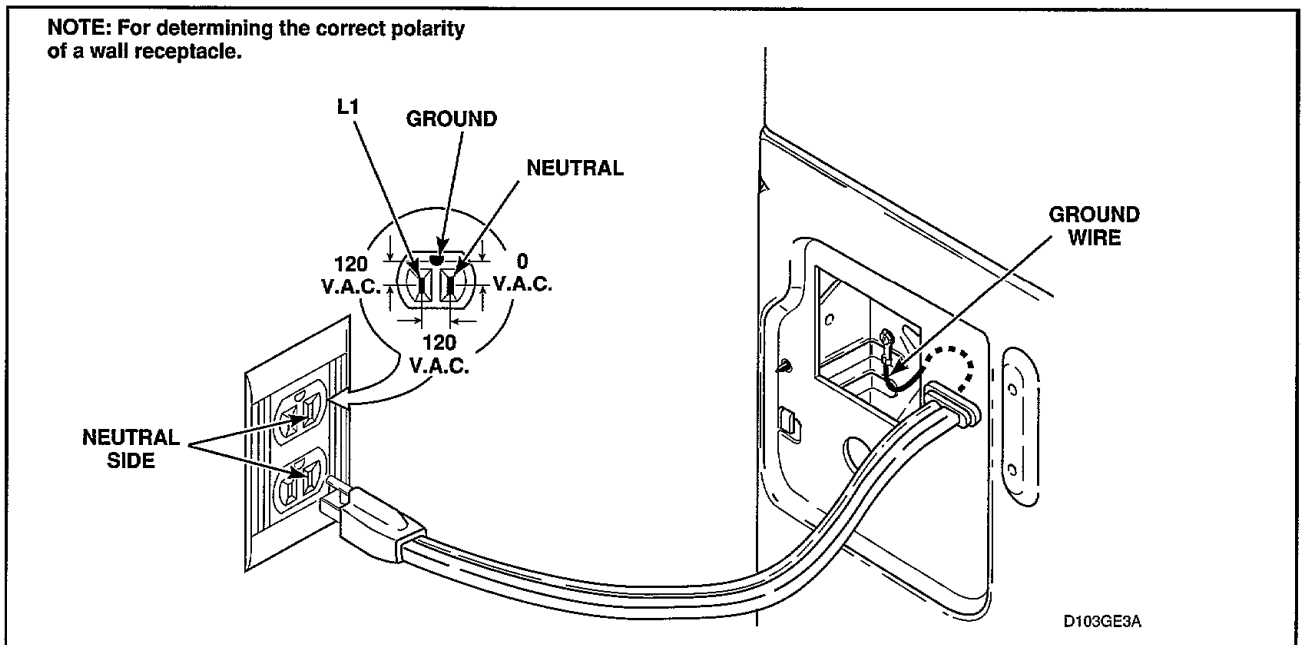 NOTE: For determining the correct polarity
of a wall receptacle.
L1
GROUND
NEUTRAL
120
V.A.C.
0
V.A.C.
120
V.A.C.
GROUND
WIRE
NEUTRAL
SIDE
D103GE3A